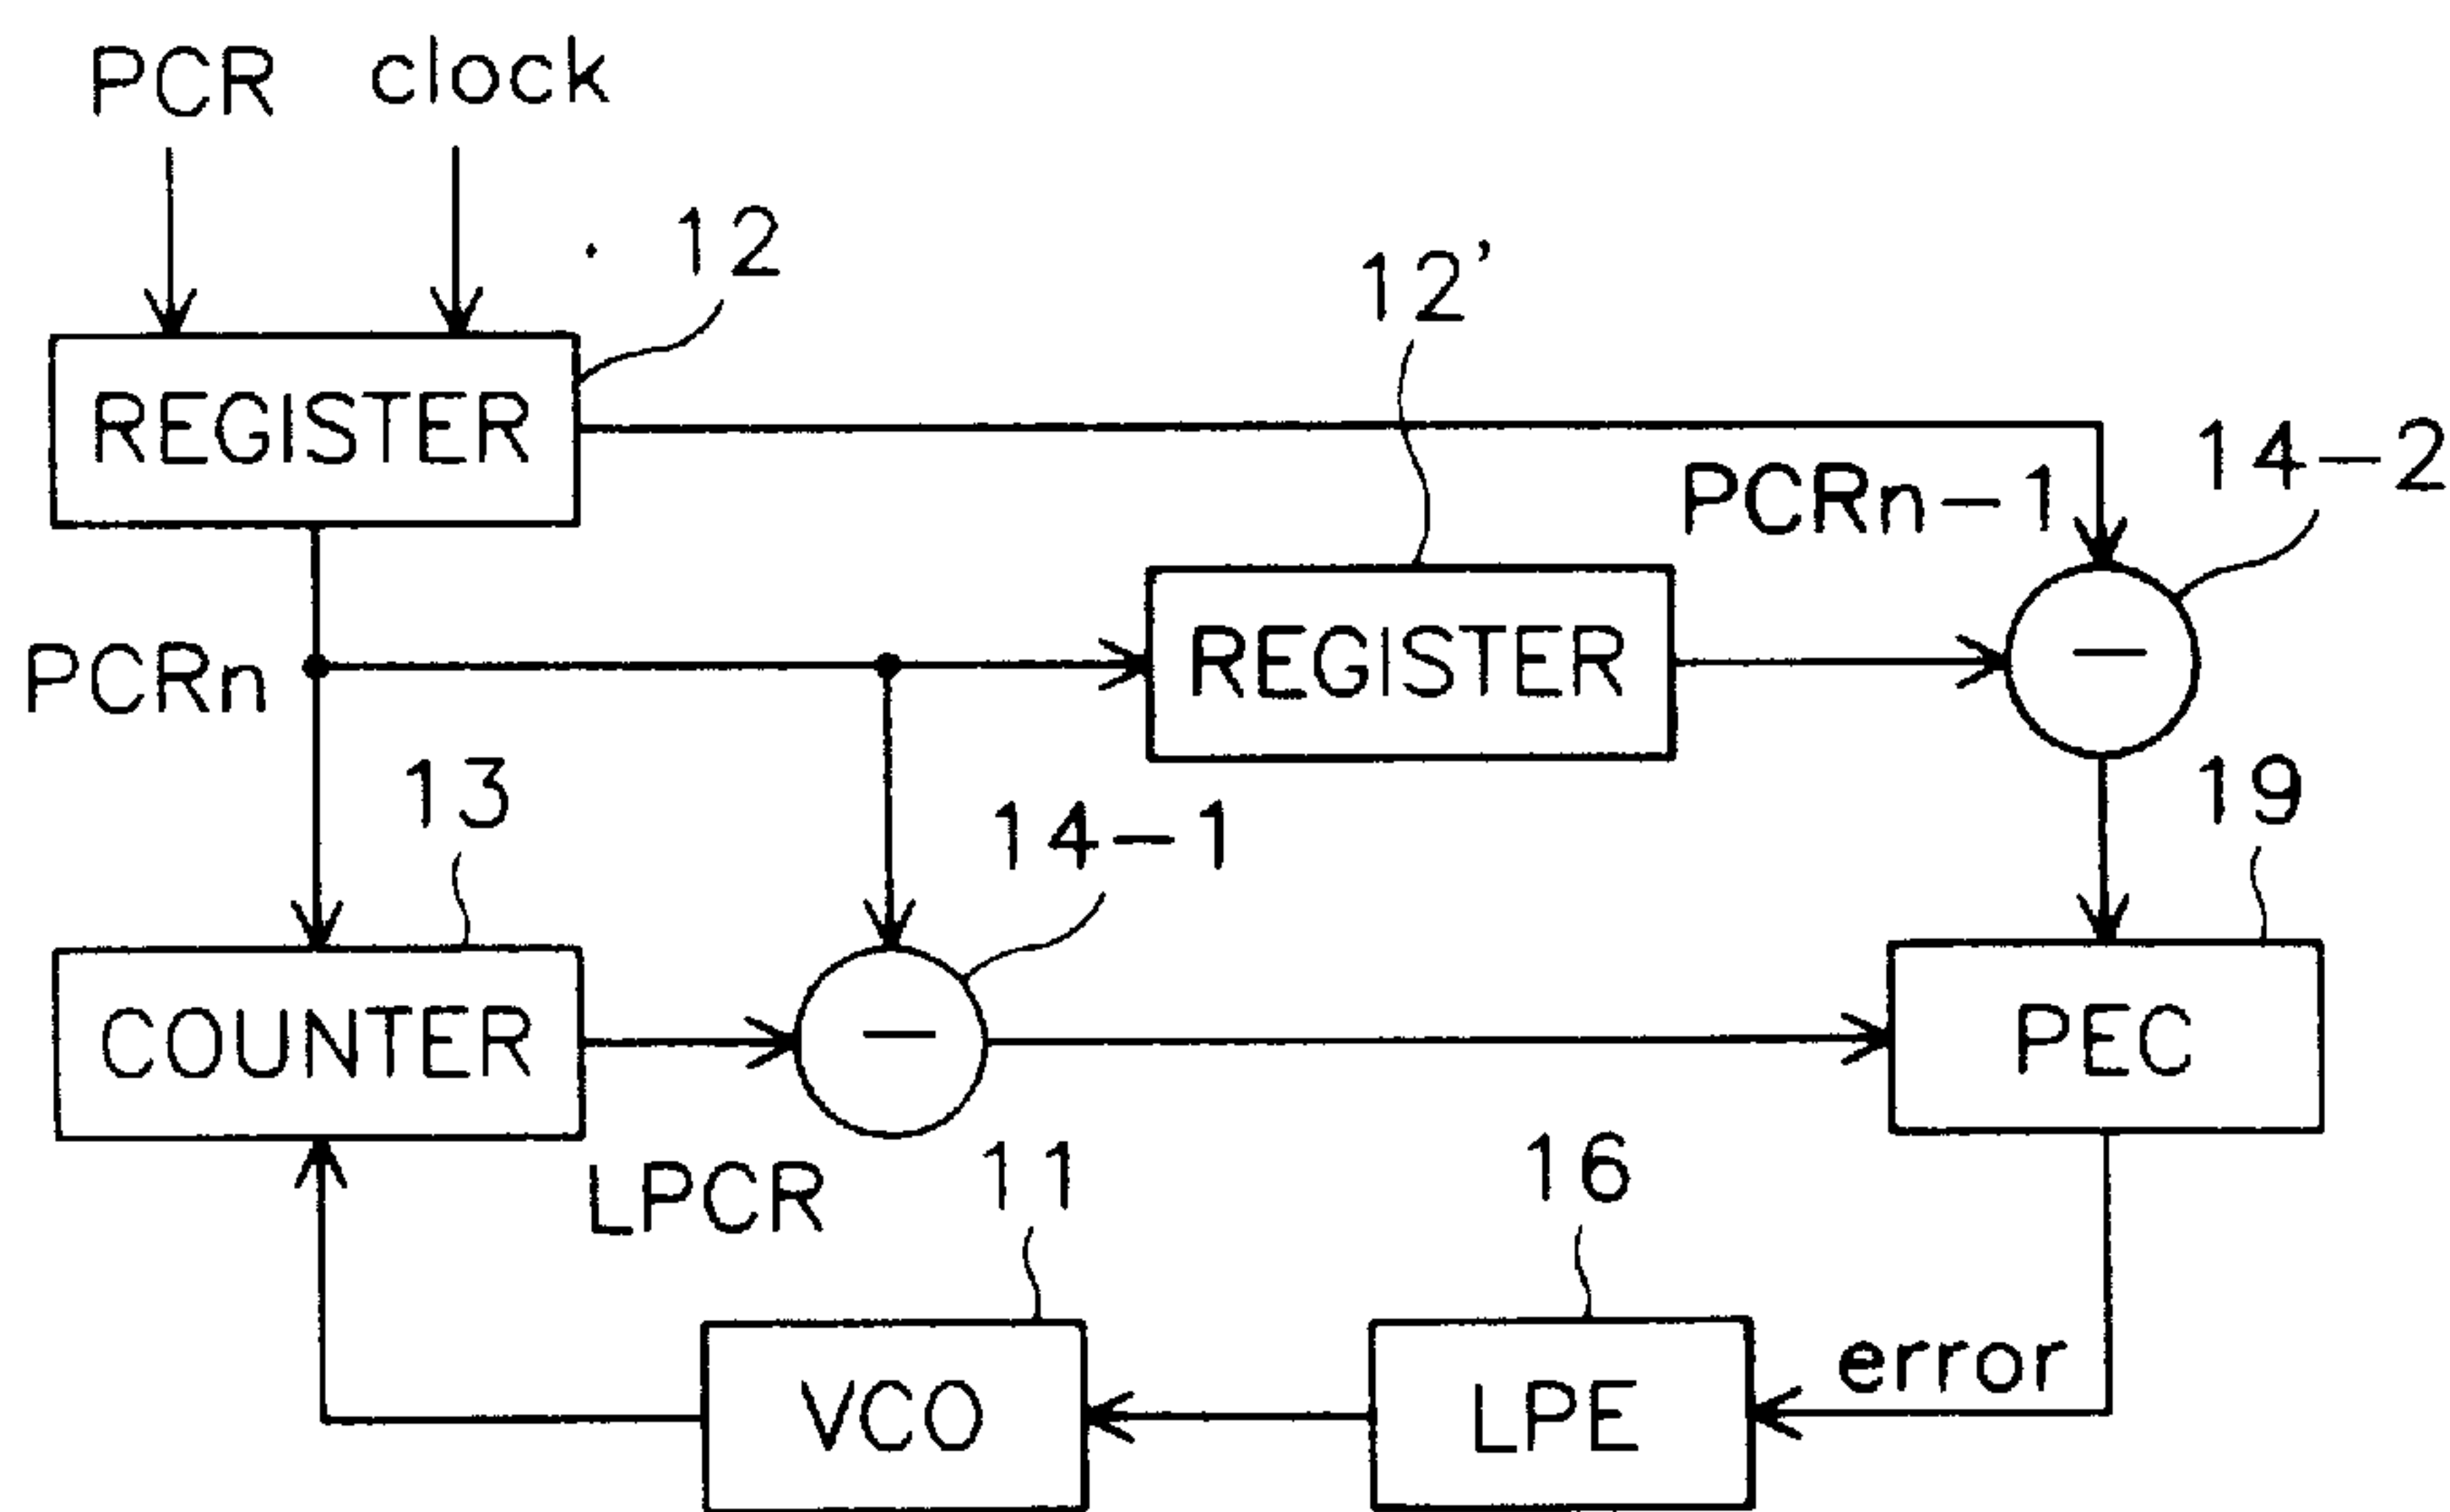 PCR clock
12
12'
REGISTER
14-2
PCRn-1
REGISTER
PCRn
13
14-1
19
COUNTER
PEC
LPCR
11
16
VCO
LPE
error